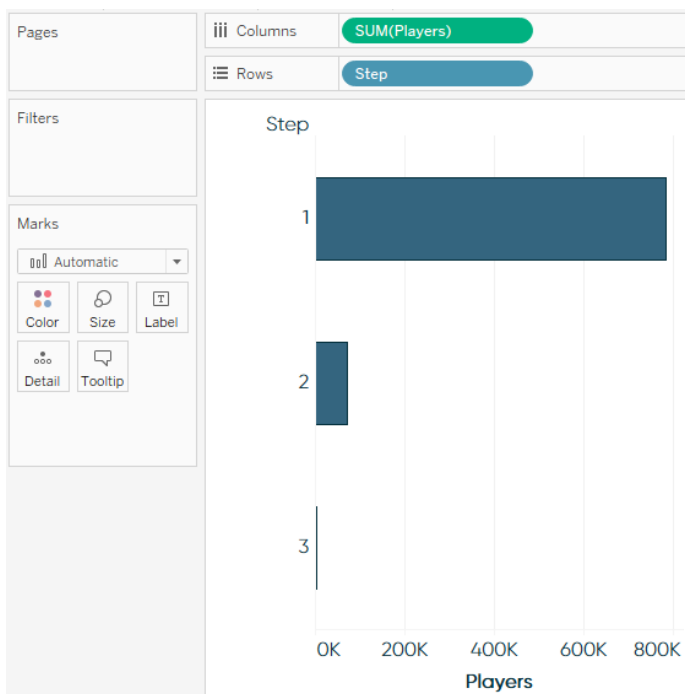 Pages
Columns
SUM(Players)
Rows
Step
Filters
Marks
Automatic
Color
Size
T
Label
Detail
Tooltip
Step
1
2
3
0K 200K 400K 600K 800K
Players